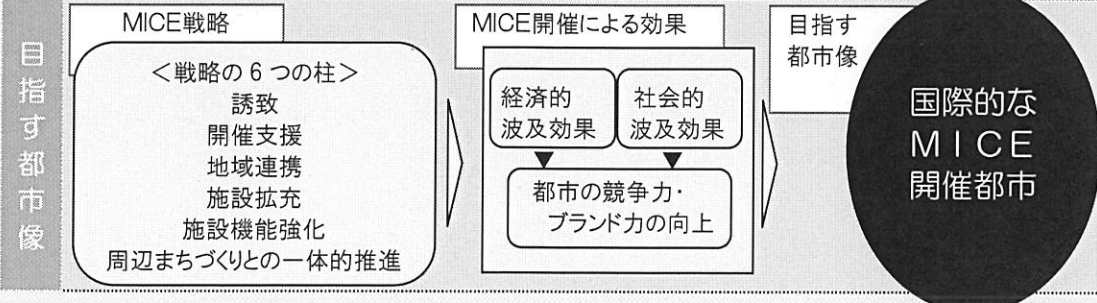 目指す都市像
MICE戦略
＜戦略の６つの柱＞
誘致
開催支援
地域連携
施設拡充
施設機能強化
周辺まちづくりとの一体的推進
MICE開催による効果
経済的
波及効果
社会的
波及効果
都市の競争力・
ブランド力の向上
目指す
都市像
国際的な
ＭＩＣＥ
開催都市